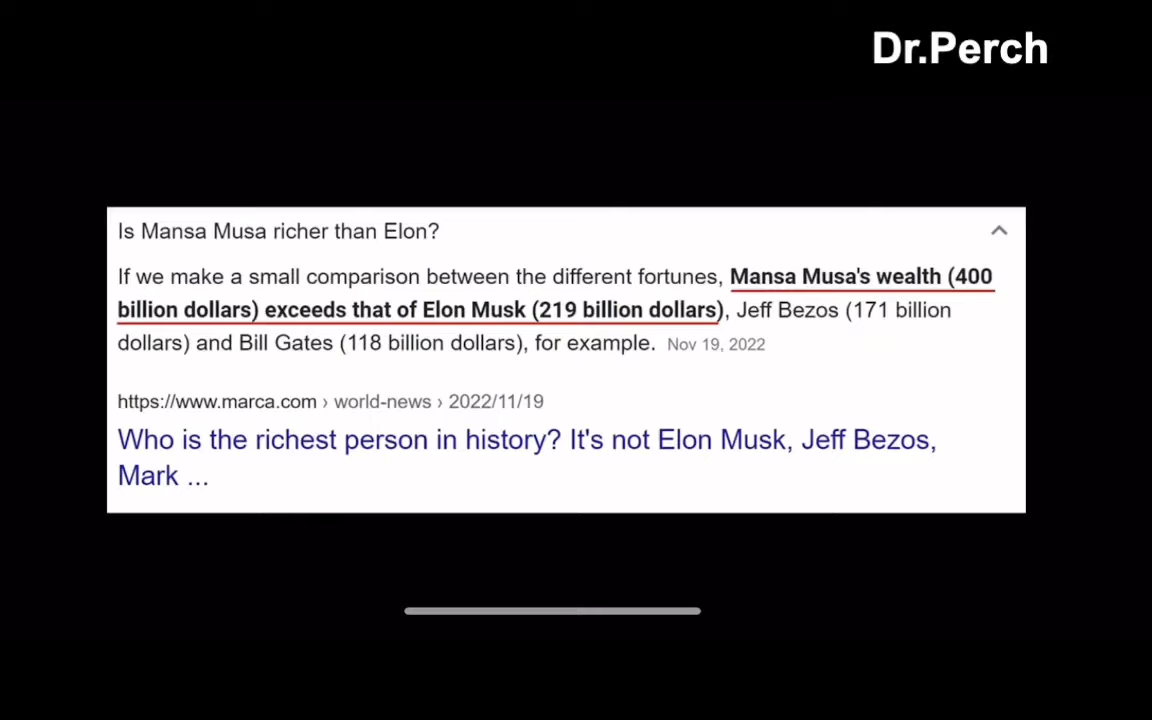 Dr.Perch
Is Mansa Musa richer than Elon?
If we make a small comparison between the different fortunes, Mansa Musa's wealth (400
billion dollars) exceeds that of Elon Musk (219 billion dollars), Jeff Bezos (171 billion
dollars) and Bill Gates (118 billion dollars), for example. Nov 19, 2022
https://www.marca.com › world-news › 2022/11/19
Who is the richest person in history? It's not Elon Musk, Jeff Bezos,
Mark ...